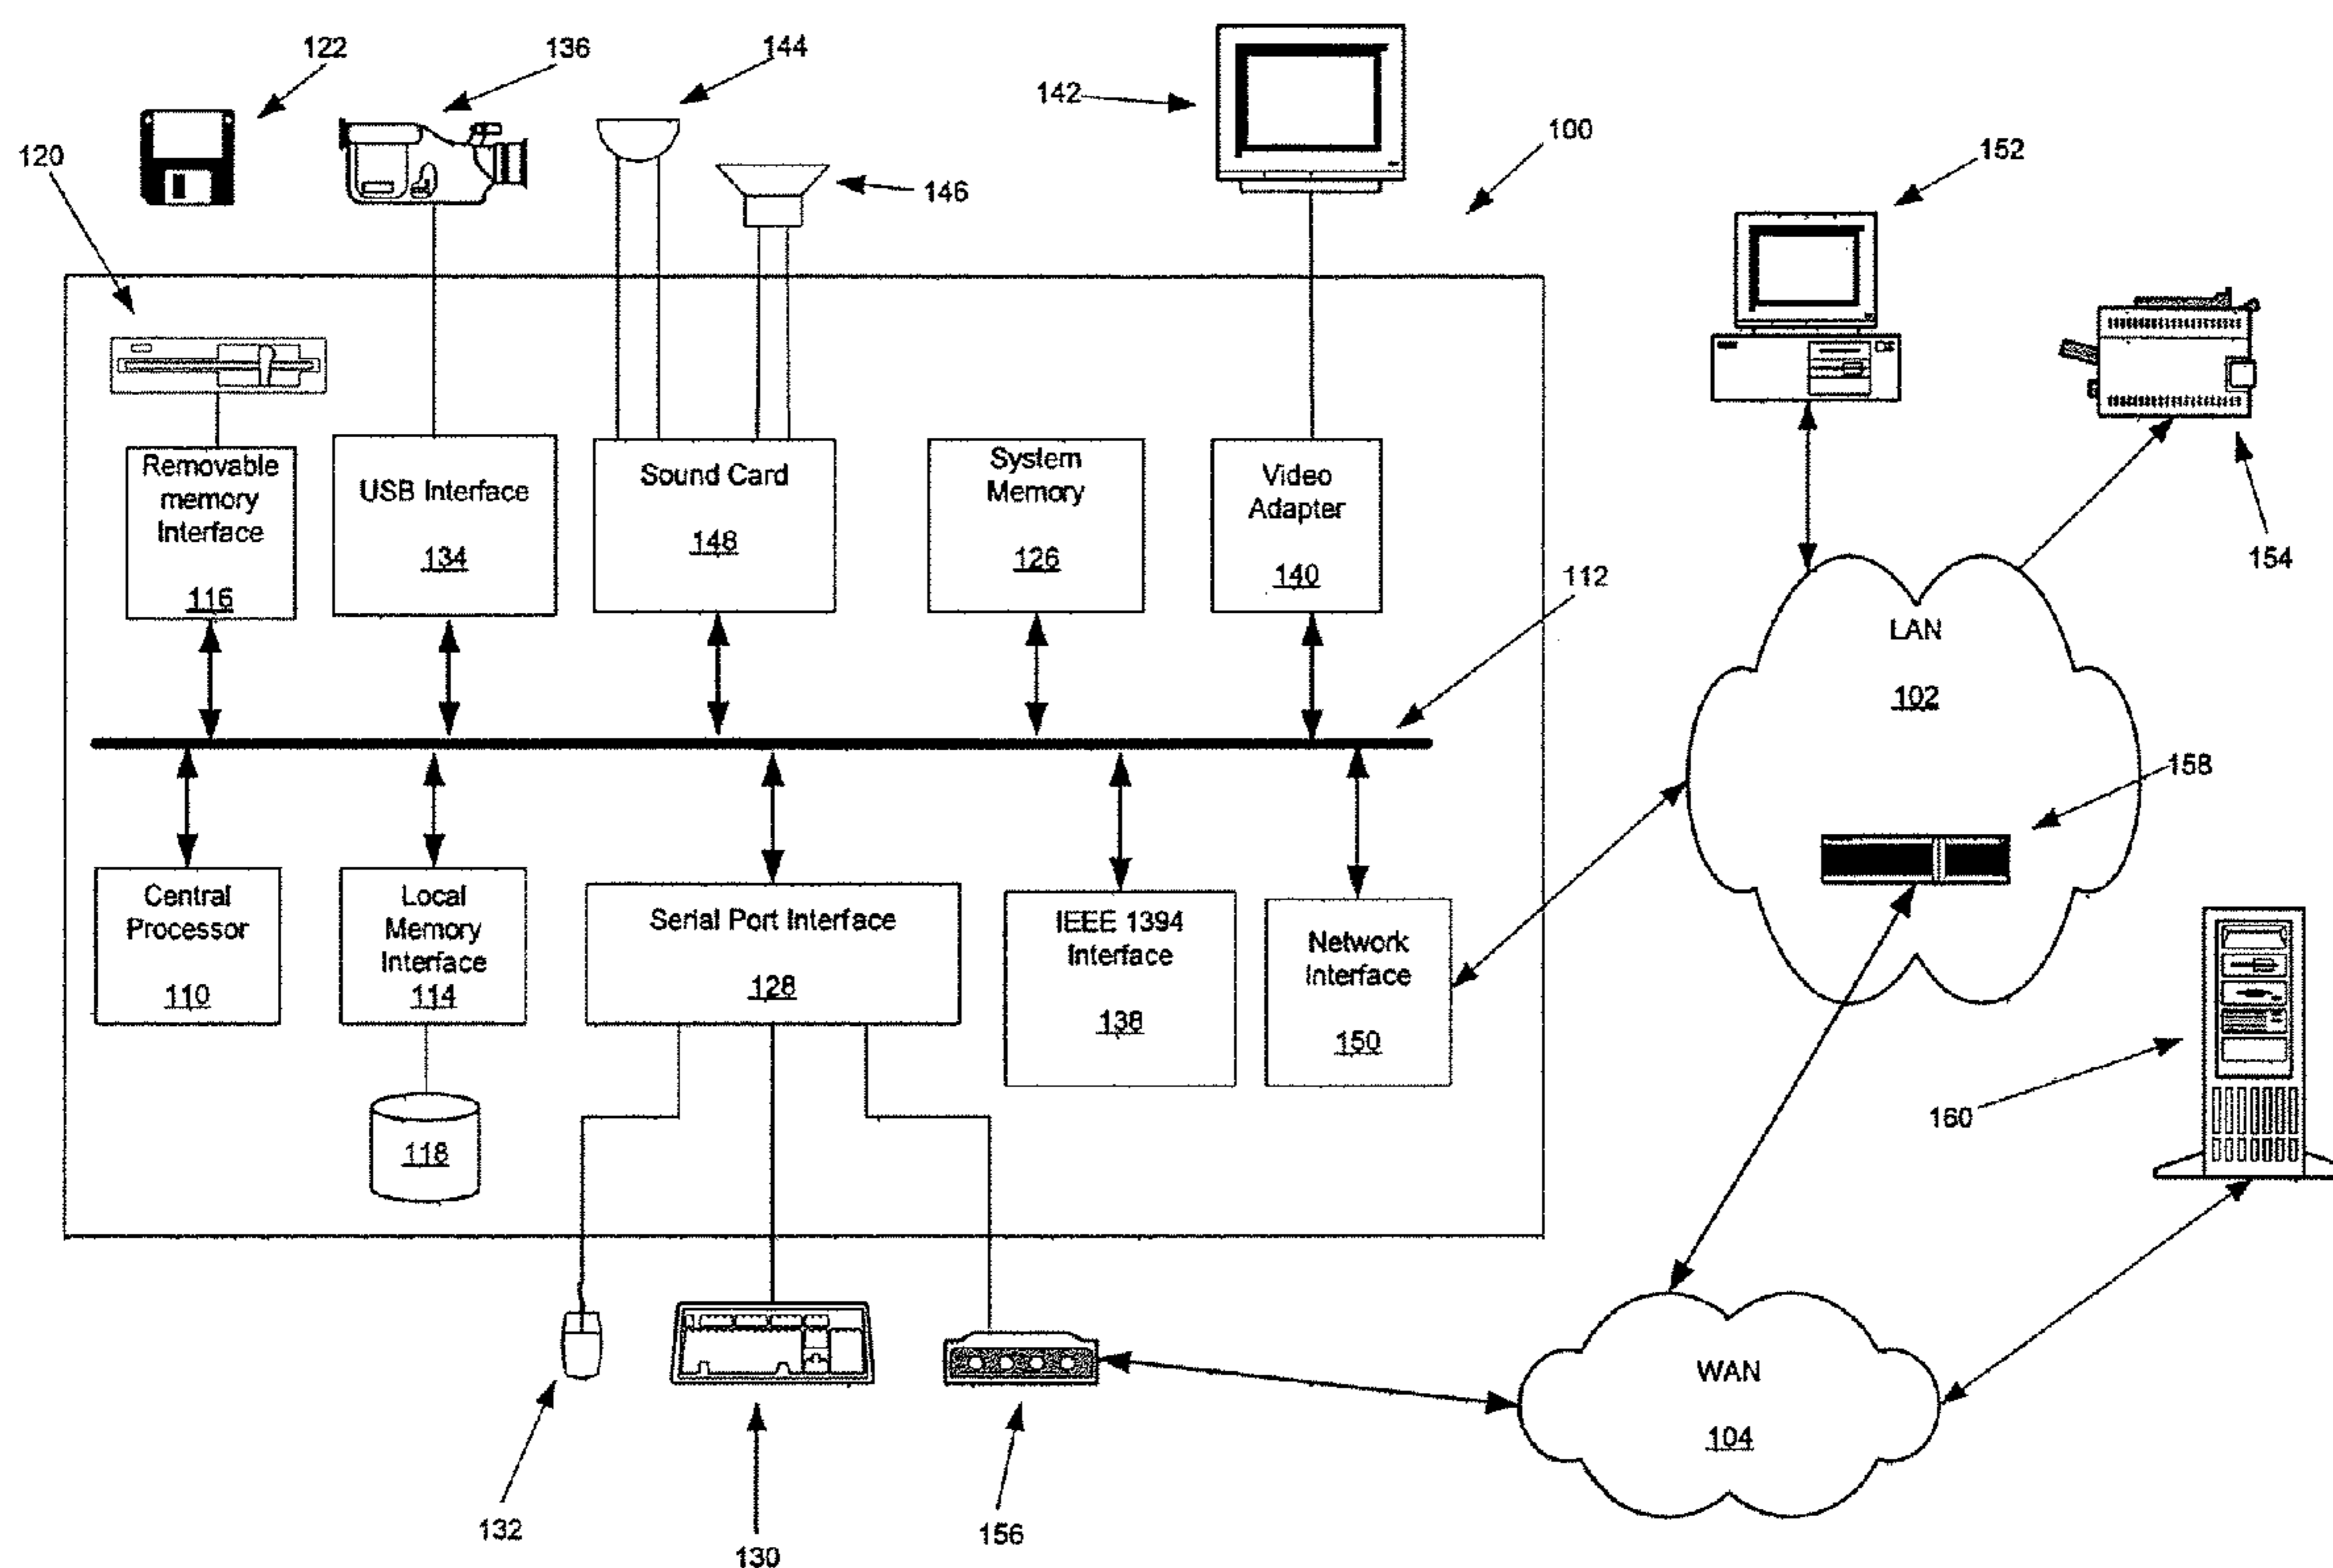 122
136
144
142
100
152
120
146
154
Removable
memory
Interface
116
USB Interface
134
Sound Card
148
System
Memory
126
Video
Adapter
140
112
LAN
102
158
Central
Processor
110
Local
Memory
Interface
114
118
Serial Port Interface
128
IEEE 1394
Interface
138
Network
Interface
150
160
WAN
104
132
130
156